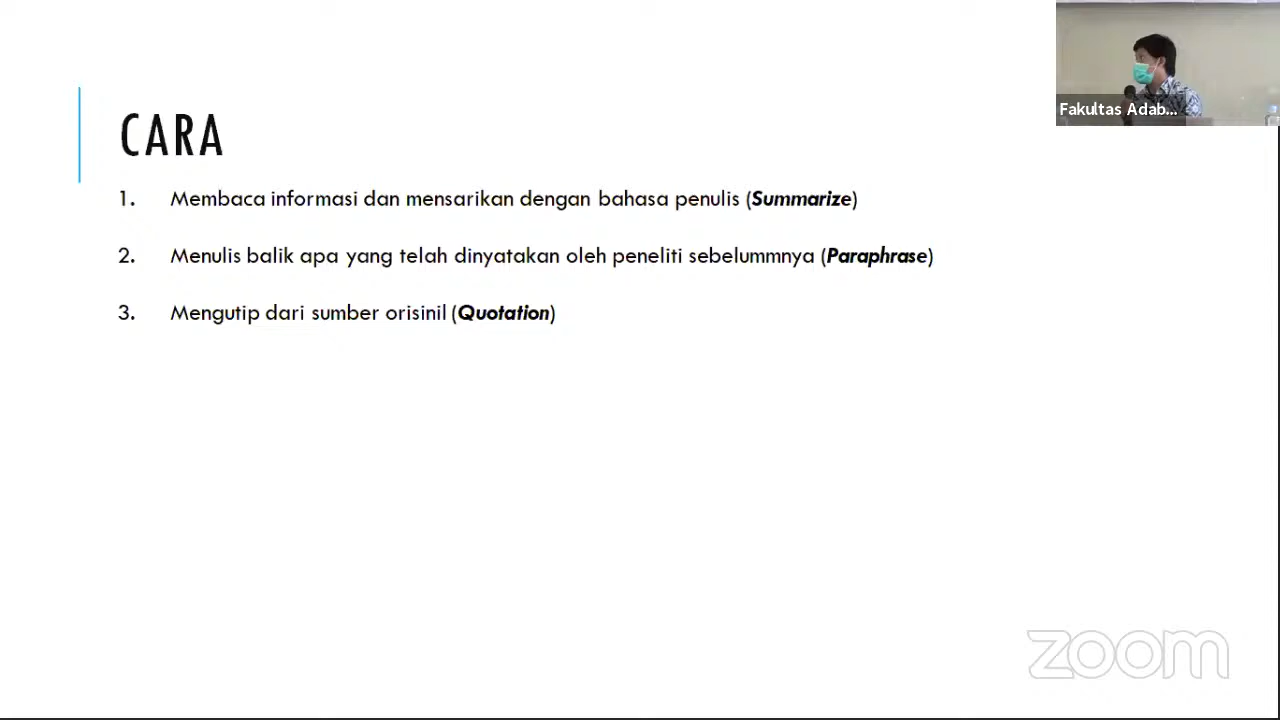 CARA
1. Membaca informasi dan mensarikan dengan bahasa penulis (Summarize)
2. Menulis balik apa yang telah dinyatakan oleh peneliti sebelummnya (Paraphrase)
3. Mengutip dari sumber orisinil (Quotation)
Fakultas Adab...
zoom